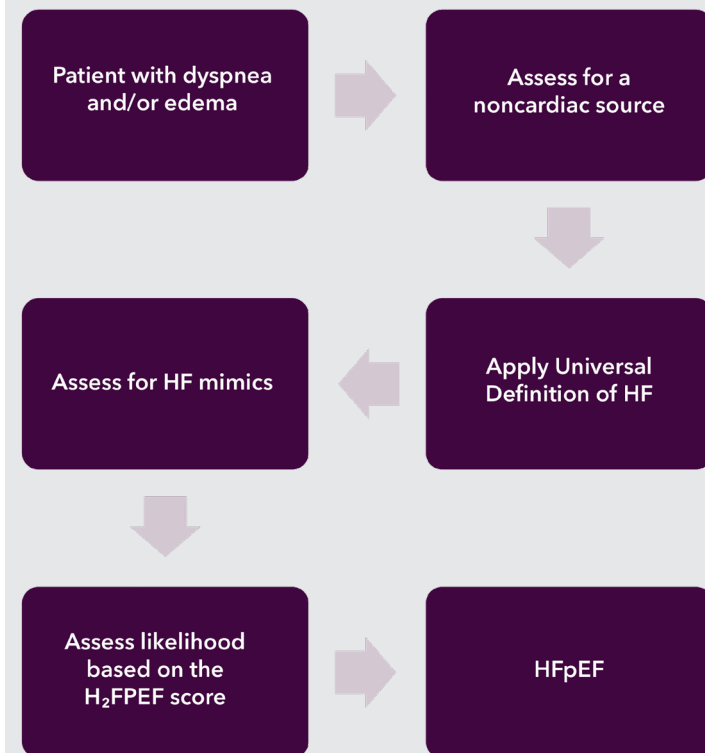 Patient with dyspnea
and/or edema
Assess for a
noncardiac source
Apply Universal
Definition of HF
Assess for HF mimics
Assess likelihood
based on the
H₂FPEF score
HFpEF